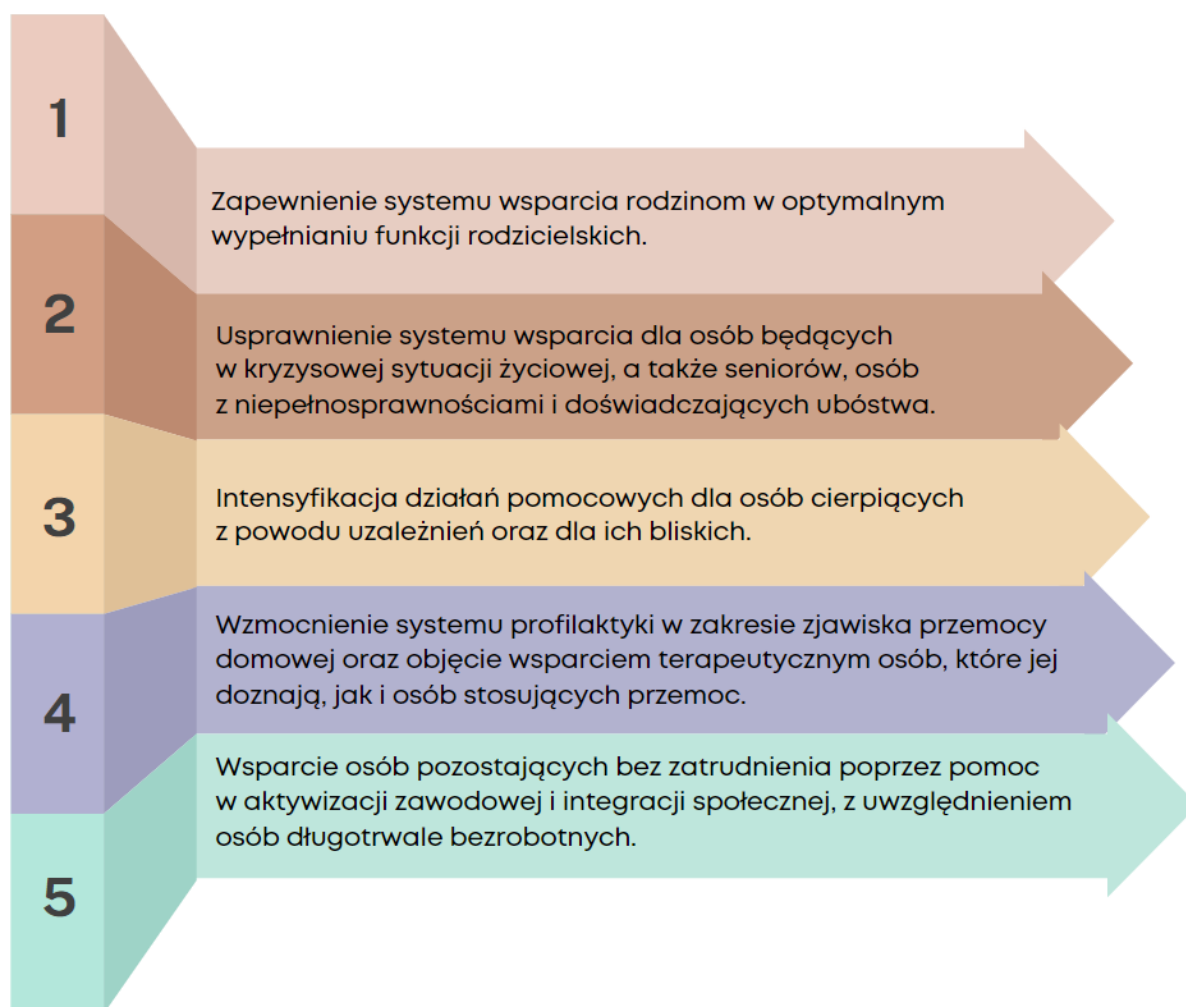 1
Zapewnienie systemu wsparcia rodzinom w optymalnym
wypełnianiu funkcji rodzicielskich.
2
Usprawnienie systemu wsparcia dla osób będących
w kryzysowej sytuacji życiowej, a także seniorów, osób
z niepełnosprawnościami i doświadczających ubóstwa.
3
Intensyfikacja działań pomocowych dla osób cierpiących
z powodu uzależnień oraz dla ich bliskich.
4
Wzmocnienie systemu profilaktyki w zakresie zjawiska przemocy
domowej oraz objęcie wsparciem terapeutycznym osób, które jej
doznają, jak i osób stosujących przemoc.
5
Wsparcie osób pozostających bez zatrudnienia poprzez pomoc
w aktywizacji zawodowej i integracji społecznej, z uwzględnieniem
osób długotrwale bezrobotnych.